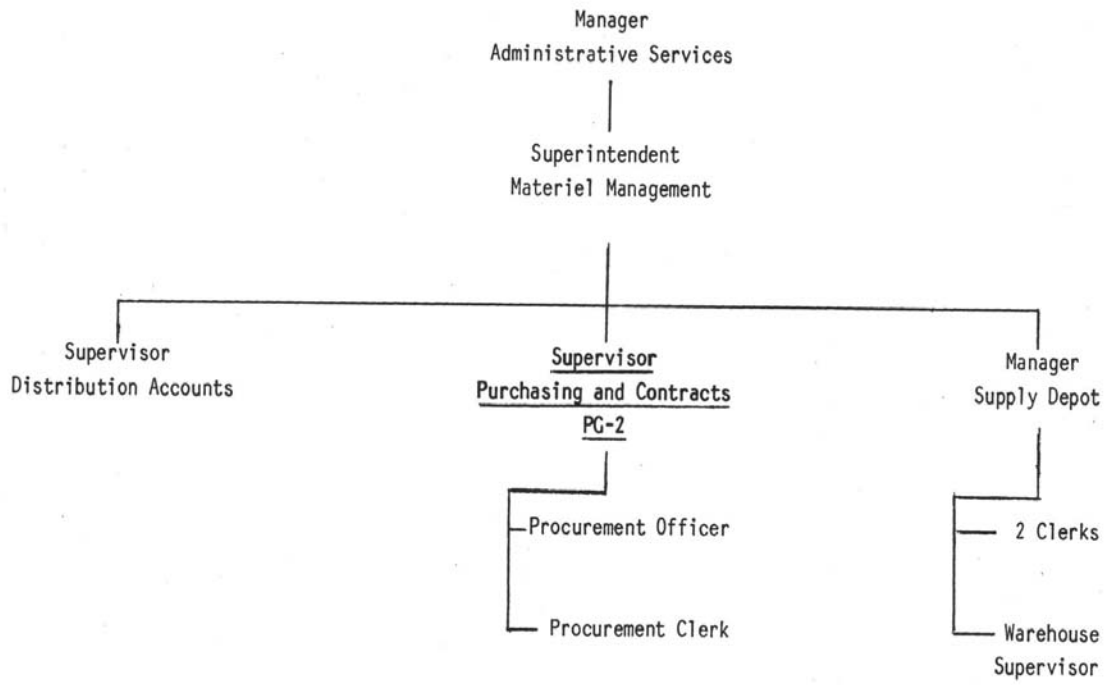 Manager
Administrative Services
Superintendent
Materiel Management
Supervisor
Distribution Accounts
Supervisor
Purchasing and Contracts
PG-2
Manager
Supply Depot
Procurement Officer
Procurement Clerk
2 Clerks
Warehouse
Supervisor